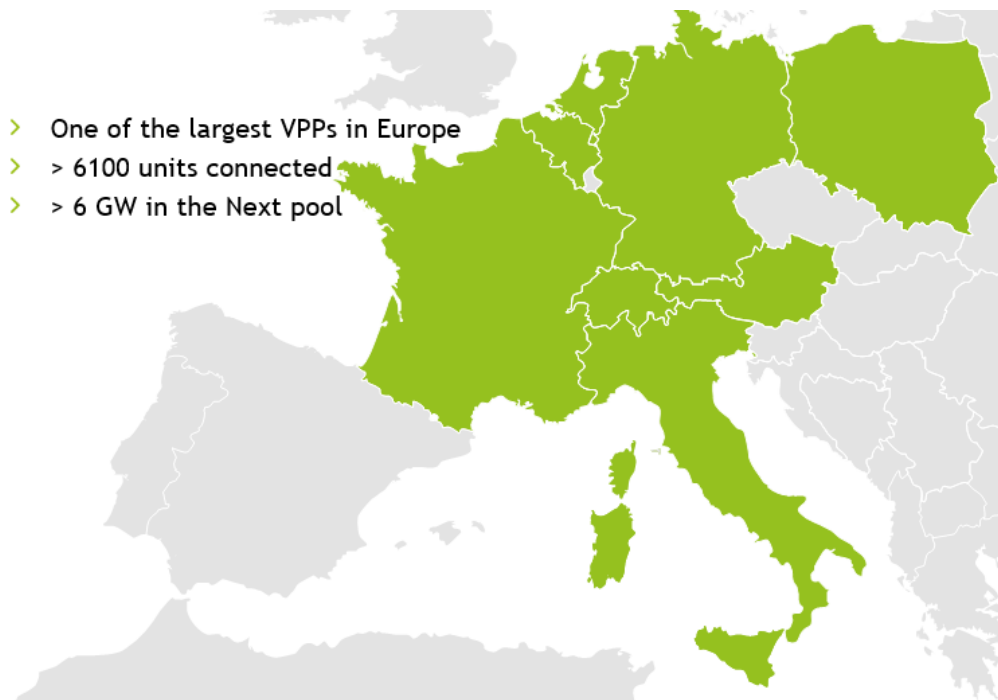 > One of the largest VPPs in Europe
> > 6100 units connected
> > 6 GW in the Next pool